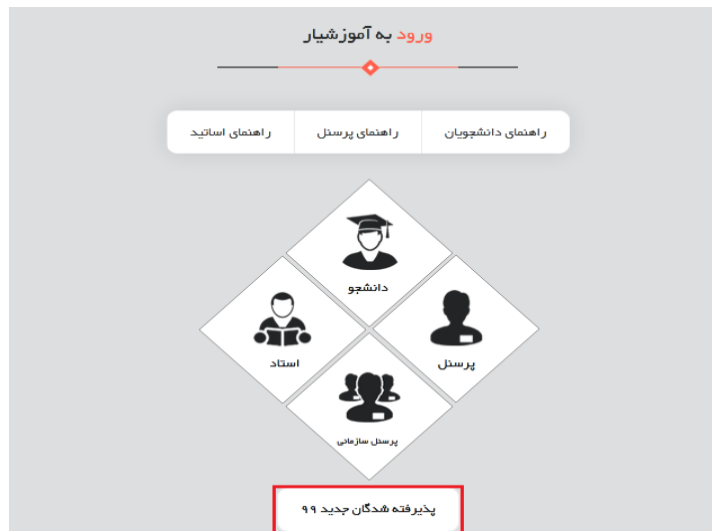 ورود به آموزشیار
راهنمای دانشجویان
راهنمای پرسنل
راهنمای اساتید
دانشجو
پرسنل
استاد
پرسنل سازمانی
پذیرفته شدگان جدید ۹۹